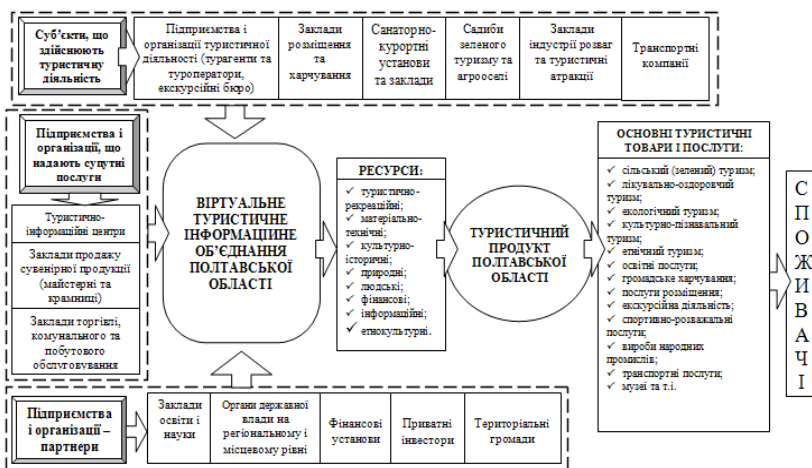 Суб’єкти, що
здійснюють
туристичну
діяльність
Підприємства і
організації туристичної
діяльності (турагенти та
туроператори,
екскурсійні бюро)
Заклади
розміщення
та
харчування
Санаторно-
курортні
установи
та заклади
Садиби
зеленого
туризму та
агрооселі
Заклади
індустрії розваг
та туристичні
атракції
Транспортні
компанії
Підприємства і
організації, що
надають супутні
послуги
Туристично-
інформаційні центри
Заклади продажу
сувенірної продукції
(майстерні та
крамниці)
Заклади торгівлі,
комунального та
побутового
обслуговування
ВІРТУАЛЬНЕ
ТУРИСТИЧНЕ
ІНФОРМАЦІЙНЕ
ОБ’ЄДНАННЯ
ПОЛТАВСЬКОЇ
ОБЛАСТІ
РЕСУРСИ:
✓ туристично-
рекреаційні;
✓ матеріально-
технічні;
✓ культурно-
історичні;
✓ природні;
✓ людські;
✓ фінансові;
✓ інформаційні;
✓ етнокультурні.
ТУРИСТИЧНИЙ
ПРОДУКТ
ПОЛТАВСЬКОЇ
ОБЛАСТІ
ОСНОВНІ ТУРИСТИЧНІ
ТОВАРИ І ПОСЛУГИ:
✓ сільський (зелений) туризм;
✓ лікувально-оздоровчий
туризм;
✓ екологічний туризм;
✓ культурно-пізнавальний
туризм;
✓ етнічний туризм;
✓ освітні послуги;
✓ громадське харчування;
✓ послуги розміщення;
✓ екскурсійна діяльність;
✓ спортивно-розважальні
послуги;
✓ вироби народних
промислів;
✓ транспортні послуги;
✓ музеї та т.і.
С
П
О
Ж
И
В
А
Ч
І
Підприємства
і організації –
партнери
Заклади
освіти і
науки
Органи державної
влади на
регіональному і
місцевому рівні
Фінансові
установи
Приватні
інвестори
Територіальні
громади